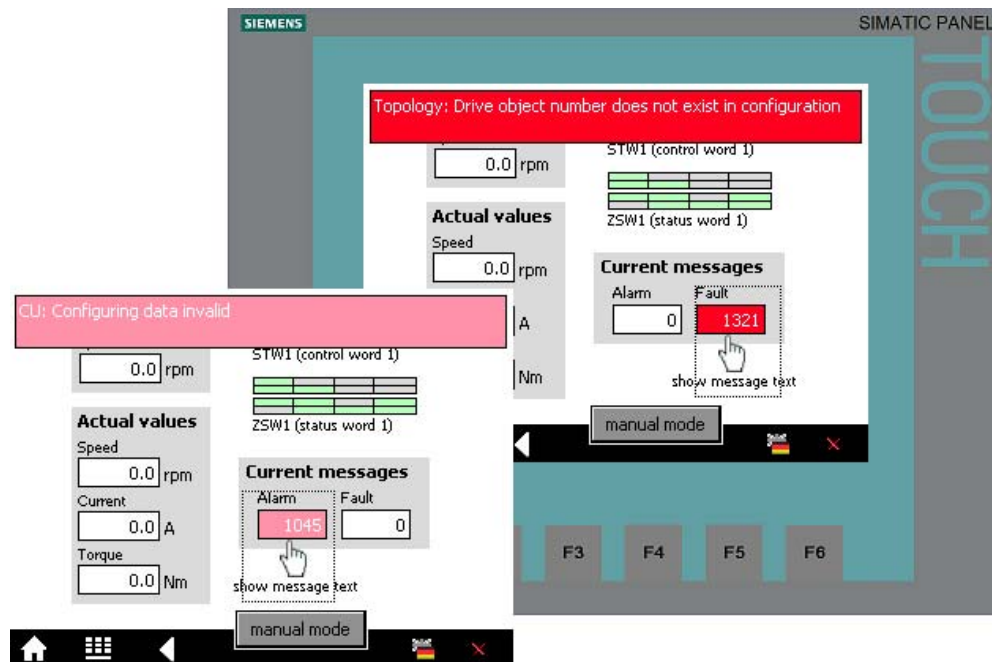 SIEMENS
SIMATIC PANEL
TOUCH
Topology: Drive object number does not exist in configuration
0.0 rpm
STW1 (control word 1)
ZSW1 (status word 1)
Actual values
Speed
0.0 rpm
A
Nm
Current messages
Alarm Fault
0 1321
show message text
manual mode
F3 F4 F5 F6
CU: Configuring data invalid
0.0 rpm
STW1 (control word 1)
ZSW1 (status word 1)
Actual values
Speed
0.0 rpm
Current
0.0 A
Torque
0.0 Nm
Current messages
Alarm Fault
1045 0
show message text
manual mode